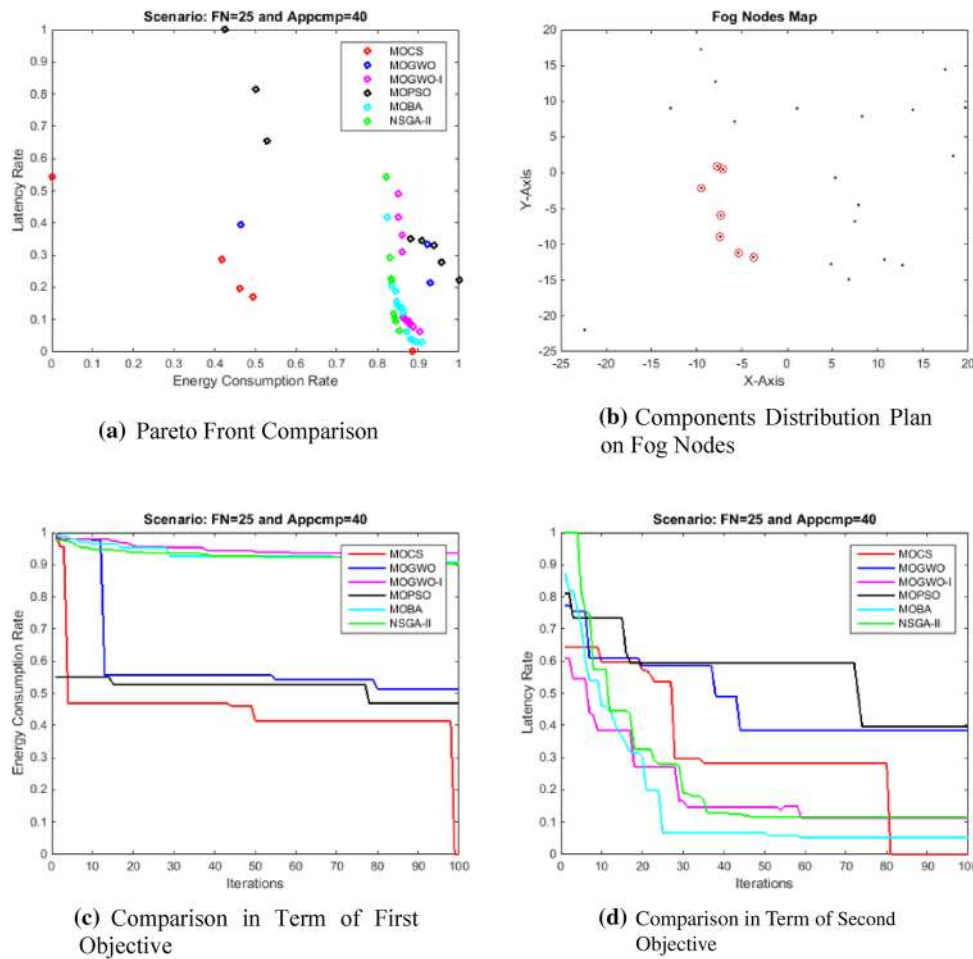 Scenario: FN=25 and Appcmp=40
1
0.9
0.8
0.7
0.6
0.5
0.4
0.3
0.2
0.1
0
Latency Rate
MOCS
MOGWO
MOGWO-I
MOPSO
MOBA
NSGA-II
0 0.1 0.2 0.3 0.4 0.5 0.6 0.7 0.8 0.9 1
Energy Consumption Rate
(a) Pareto Front Comparison
Fog Nodes Map
20
15
10
5
0
-5
-10
-15
-20
-25
Y-Axis
-25 -20 -15 -10 -5 0 5 10 15 20
X-Axis
(b) Components Distribution Plan
on Fog Nodes
Scenario: FN=25 and Appcmp=40
1
0.9
0.8
0.7
0.6
0.5
0.4
0.3
0.2
0.1
0
Energy Consumption Rate
MOCS
MOGWO
MOGWO-I
MOPSO
MOBA
NSGA-II
0 10 20 30 40 50 60 70 80 90 100
Iterations
(c) Comparison in Term of First
Objective
Scenario: FN=25 and Appcmp=40
1
0.9
0.8
0.7
0.6
0.5
0.4
0.3
0.2
0.1
0
Latency Rate
MOCS
MOGWO
MOGWO-I
MOPSO
MOBA
NSGA-II
0 10 20 30 40 50 60 70 80 90 100
Iterations
(d) Comparison in Term of Second
Objective